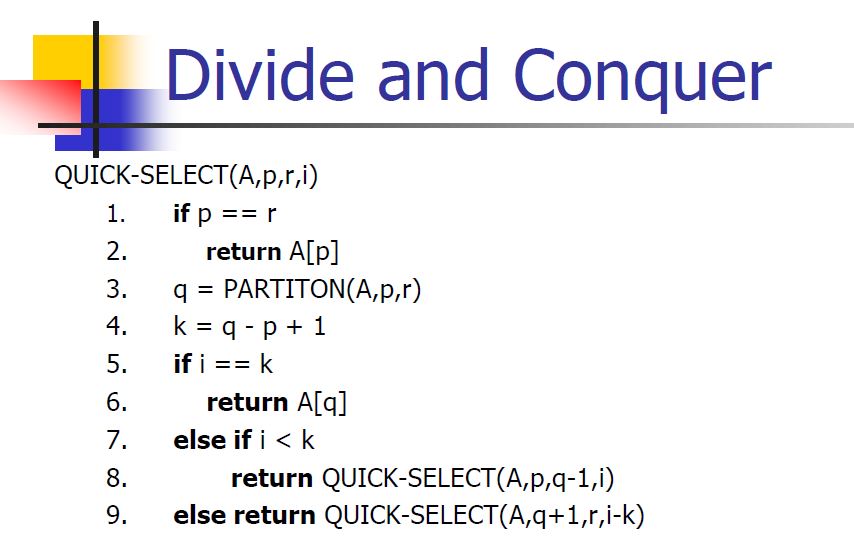 Divide and Conquer
QUICK-SELECT(A,p,r,i)
1. if p == r
2. return A[p]
3. q = PARTITON(A,p,r)
4. k = q - p + 1
5. if i == k
6. return A[q]
7. else if i < k
8. return QUICK-SELECT(A,p,q-1,i)
9. else return QUICK-SELECT(A,q+1,r,i-k)